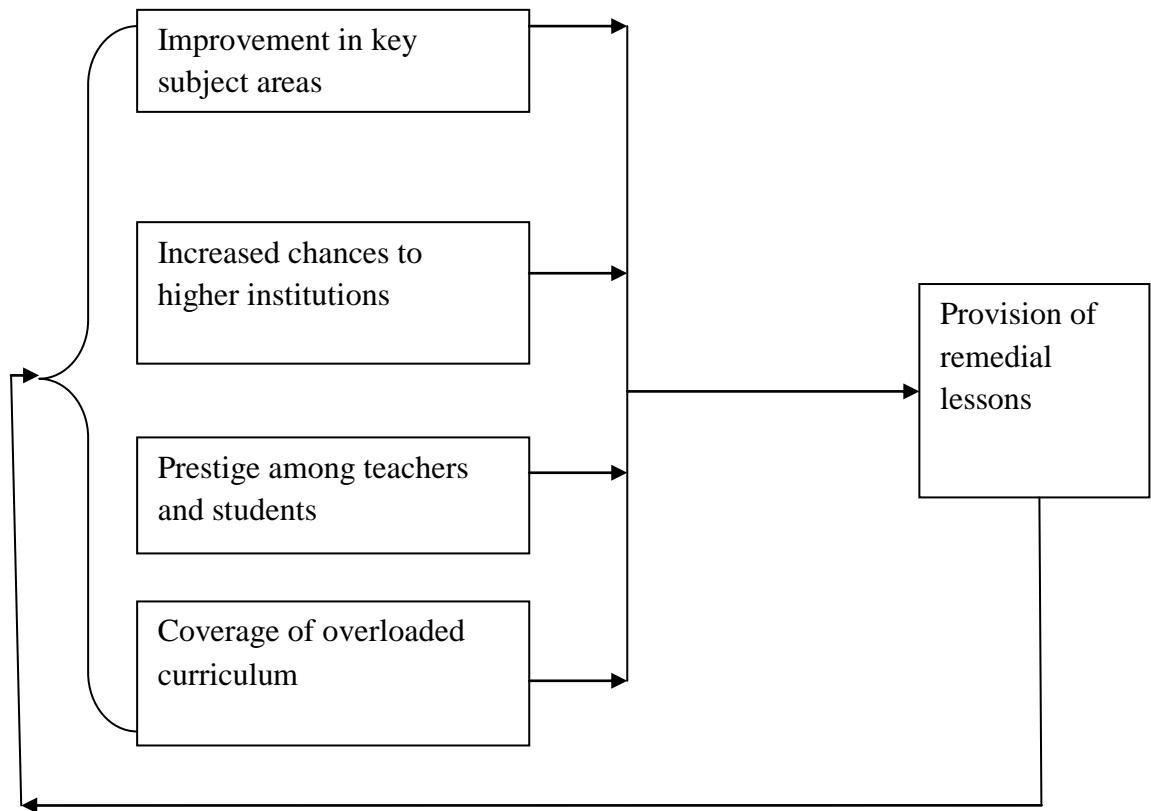 Improvement in key
subject areas
Increased chances to
higher institutions
Prestige among teachers
and students
Coverage of overloaded
curriculum
Provision of
remedial
lessons